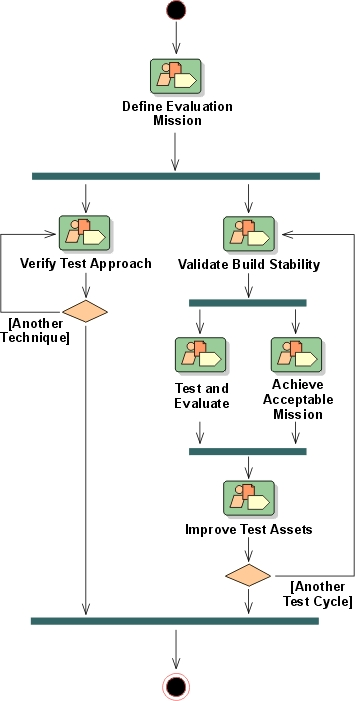 Define Evaluation
Mission
Verify Test Approach
Validate Build Stability
[Another
Technique]
Test and
Evaluate
Achieve
Acceptable
Mission
Improve Test Assets
[Another
Test Cycle]